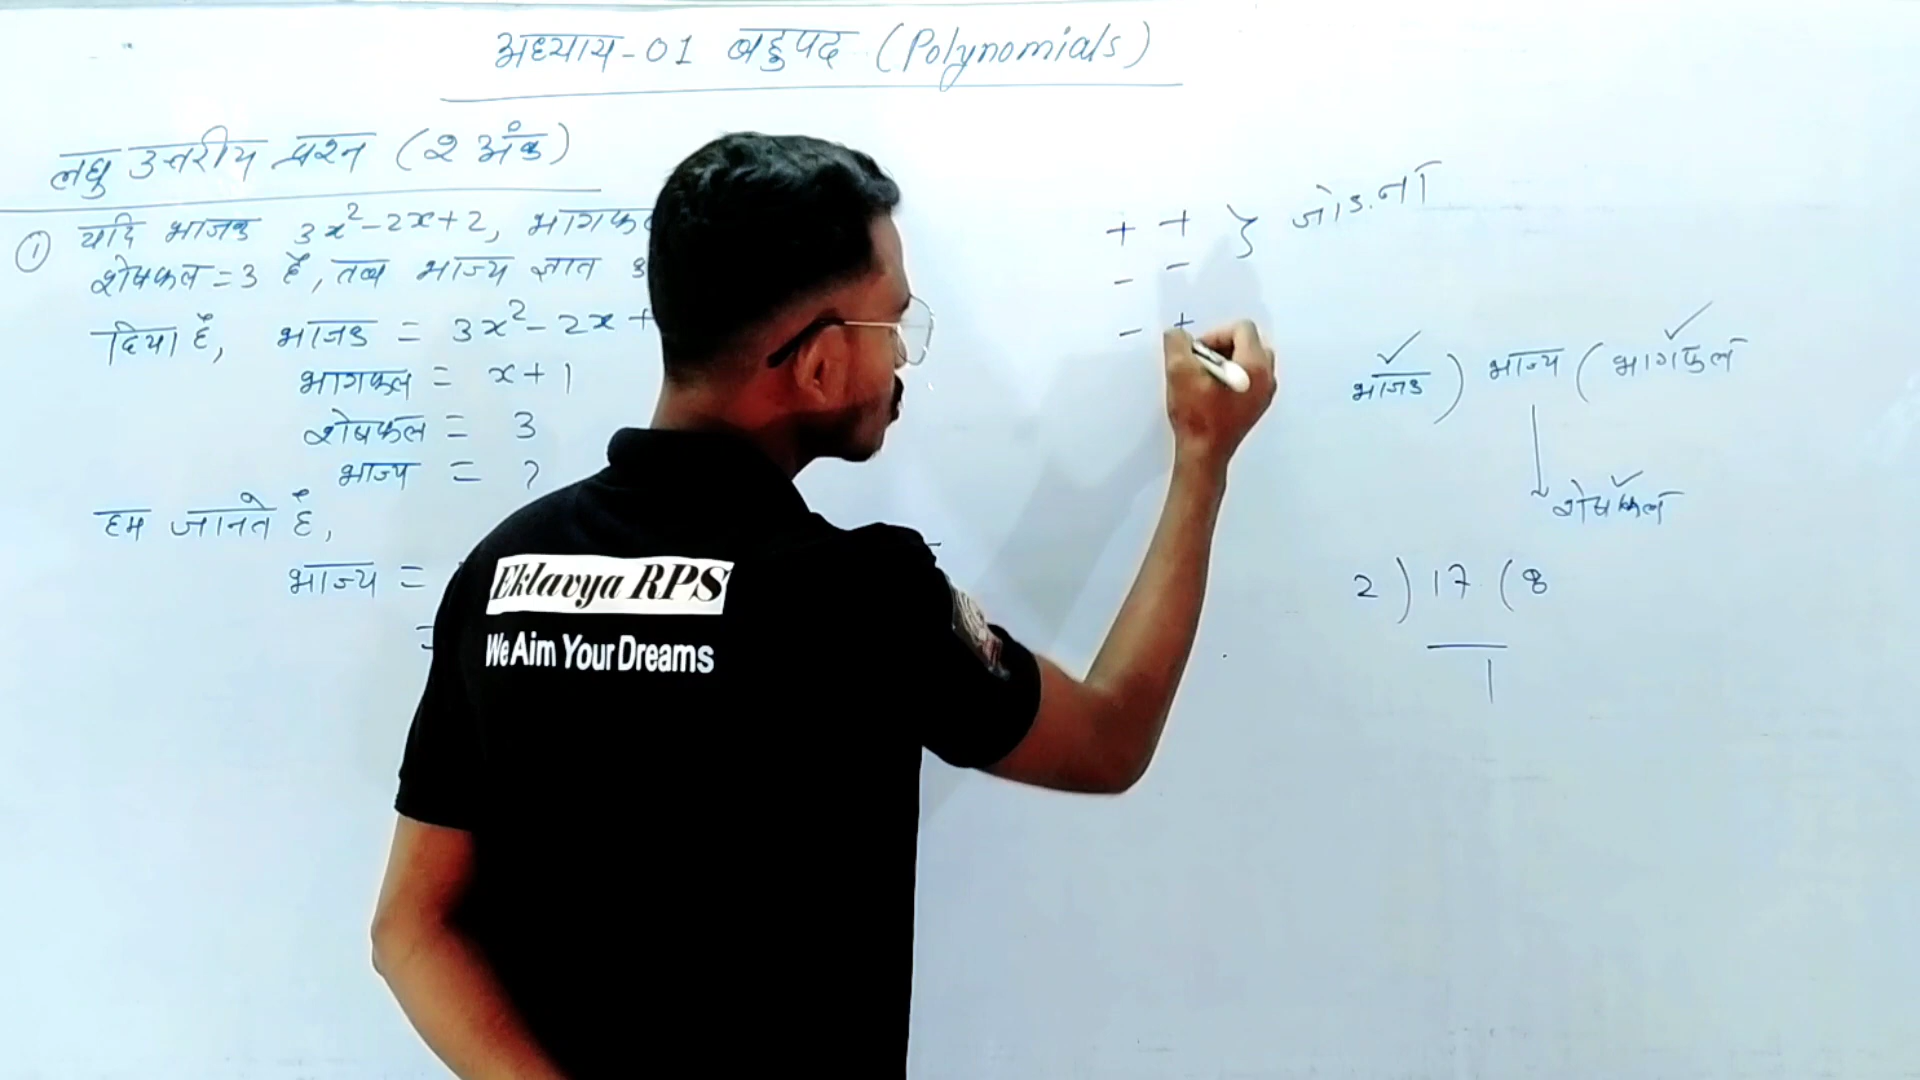 अध्याय-01 बहुपद (Polynomials)
लघु उत्तरीय प्रश्न (2 अंक)
① यदि भाजक 3x²-2x+2, भागफल
शेषफल=3 है, तब भाज्य ज्ञात
दिया है, भाजक = 3x²-2x+
भागफल = x+1
शेषफल = 3
भाज्य = ?
हम जानते है,
भाज्य =
=
+ + } जोड़ना
- -
- +
✓ ✓
भाजक ) भाज्य ( भागफल
✓
शेषफल
2 ) 17 ( 8
1
Eklavya RPS
We Aim Your Dreams